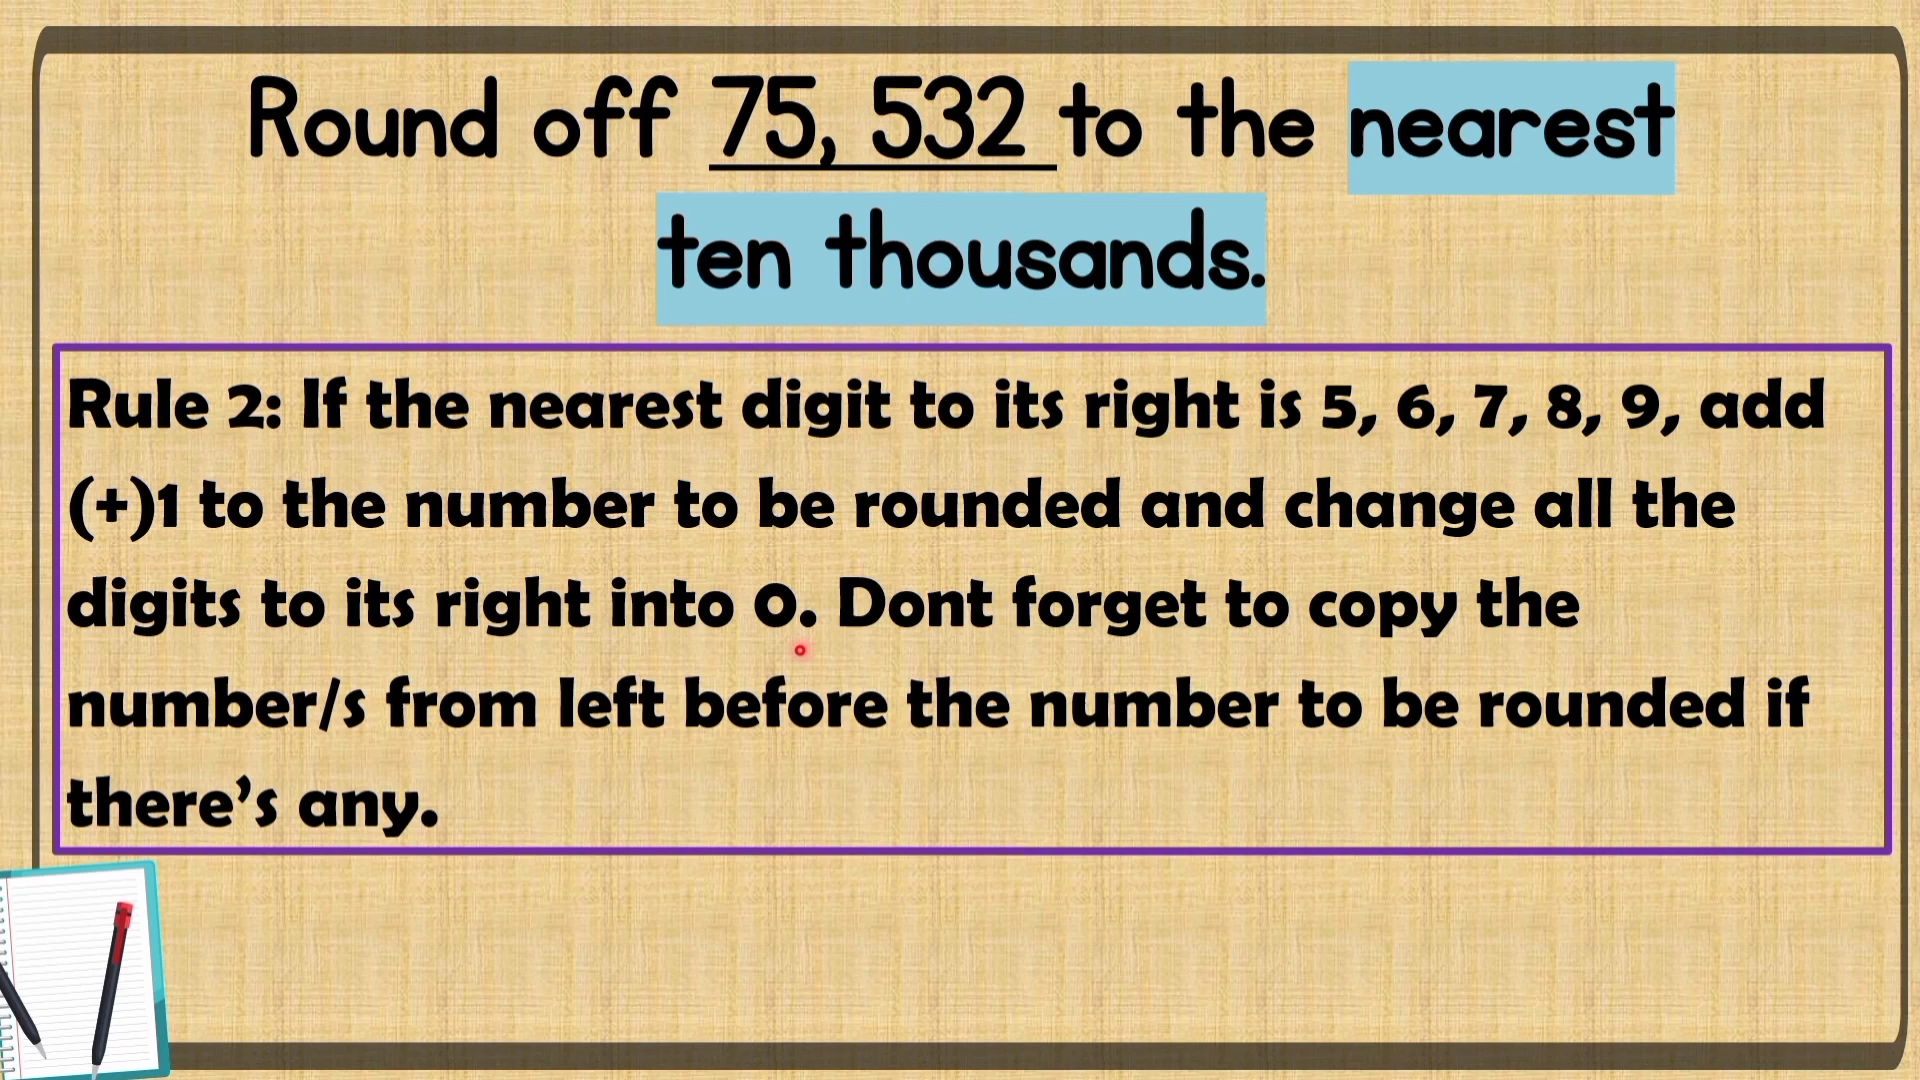 Round off 75, 532 to the nearest
ten thousands.
Rule 2: If the nearest digit to its right is 5, 6, 7, 8, 9, add
(+)1 to the number to be rounded and change all the
digits to its right into 0. Dont forget to copy the
number/s from left before the number to be rounded if
there’s any.